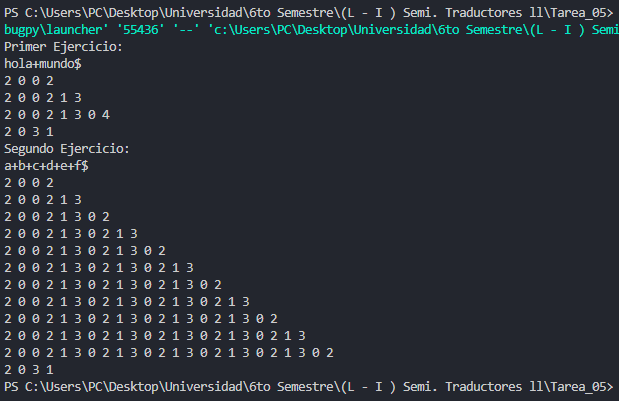 PS C:\Users\PC\Desktop\Universidad\6to Semestre\(L - I ) Semi. Traductores ll\Tarea_05>
bugpy\launcher' '55436' '--' 'c:\Users\PC\Desktop\Universidad\6to Semestre\(L - I ) Semi
Primer Ejercicio:
hola+mundo$
2 0 0 2
2 0 0 2 1 3
2 0 0 2 1 3 0 4
2 0 3 1
Segundo Ejercicio:
a+b+c+d+e+f$
2 0 0 2
2 0 0 2 1 3
2 0 0 2 1 3 0 2
2 0 0 2 1 3 0 2 1 3
2 0 0 2 1 3 0 2 1 3 0 2
2 0 0 2 1 3 0 2 1 3 0 2 1 3
2 0 0 2 1 3 0 2 1 3 0 2 1 3 0 2
2 0 0 2 1 3 0 2 1 3 0 2 1 3 0 2 1 3
2 0 0 2 1 3 0 2 1 3 0 2 1 3 0 2 1 3 0 2
2 0 0 2 1 3 0 2 1 3 0 2 1 3 0 2 1 3 0 2 1 3
2 0 0 2 1 3 0 2 1 3 0 2 1 3 0 2 1 3 0 2 1 3 0 2
2 0 3 1
PS C:\Users\PC\Desktop\Universidad\6to Semestre\(L - I ) Semi. Traductores ll\Tarea_05>